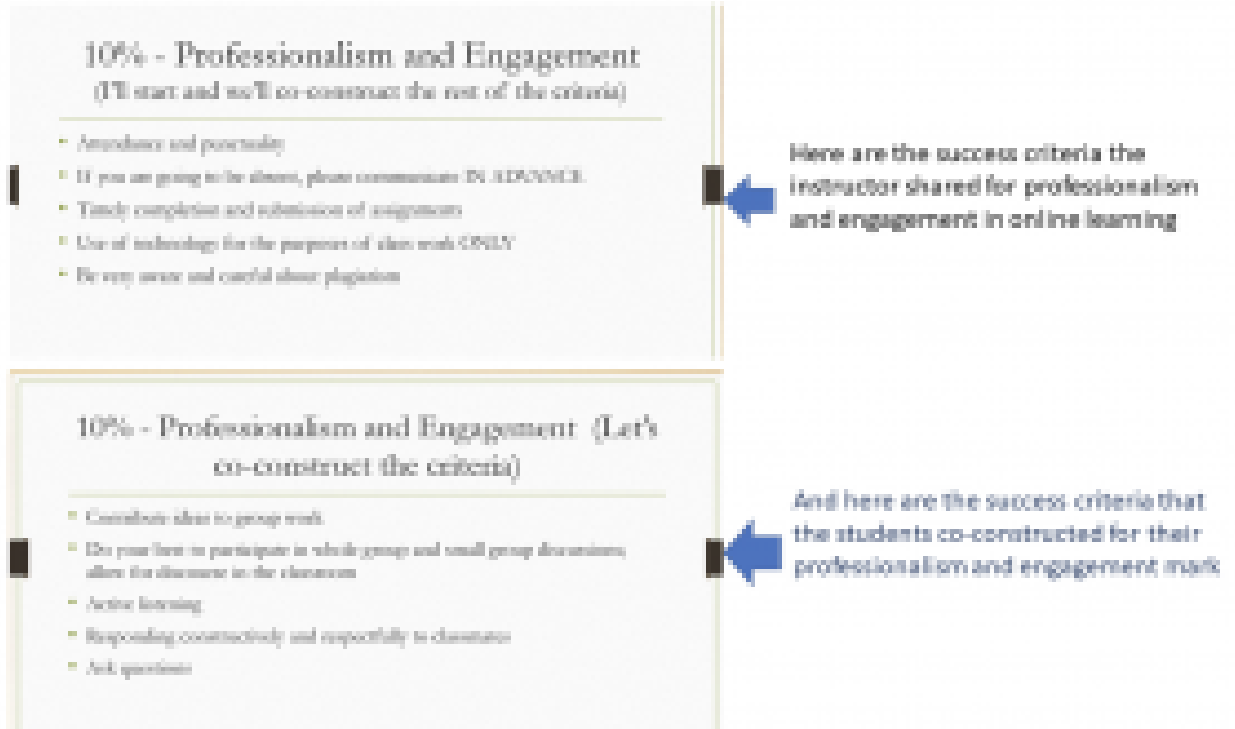 10% - Professionalism and Engagement
(I'll start and we'll co-construct the rest of the criteria)
Attendance and punctuality
If you are going to be absent, please communicate IN ADVANCE
Timely completion and submission of assignments
Use of technology for the purposes of class work ONLY
Be very aware and careful about plagiarism
Here are the success criteria the
instructor shared for professionalism
and engagement in online learning
10% - Professionalism and Engagement (Let's
co-construct the criteria)
Contribute ideas to group work
Do your best to participate in whole group and small group discussions;
allow for discourse in the classroom
Active listening
Responding constructively and respectfully to classmates
Ask questions
And here are the success criteria that
the students co-constructed for their
professionalism and engagement mark